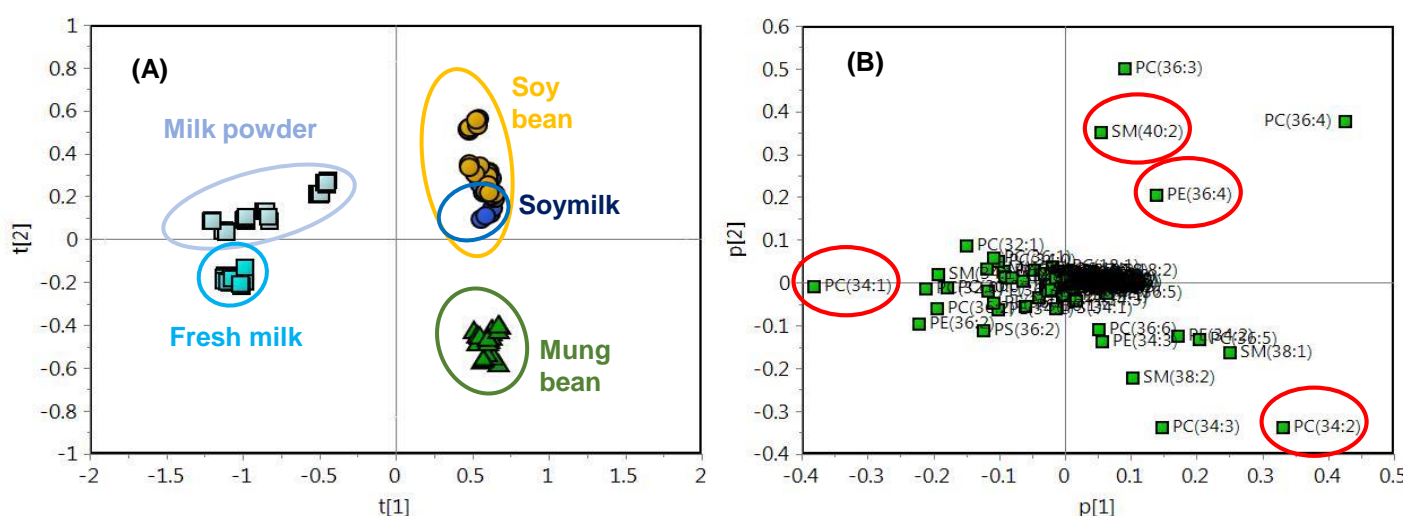 (A)
Milk powder
Soy
bean
Soymilk
Fresh milk
Mung
bean
1
0.8
0.6
0.4
0.2
0
-0.2
-0.4
-0.6
-0.8
-1
-2
-1.5
-1
-0.5
0
0.5
1
1.5
2
t[2]
t[1]
(B)
PC(36:3)
SM(40:2)
PC(36:4)
PE(36:4)
PC(32:1)
PC(34:1)
PE(36:2)
PS(36:2)
PC(36:6)
PE(34:3)
PE(34:2)
SM(38:1)
SM(38:2)
PC(34:3)
PC(34:2)
0.6
0.5
0.4
0.3
0.2
0.1
0
-0.1
-0.2
-0.3
-0.4
-0.4
-0.3
-0.2
-0.1
0
0.1
0.2
0.3
0.4
0.5
p[2]
p[1]